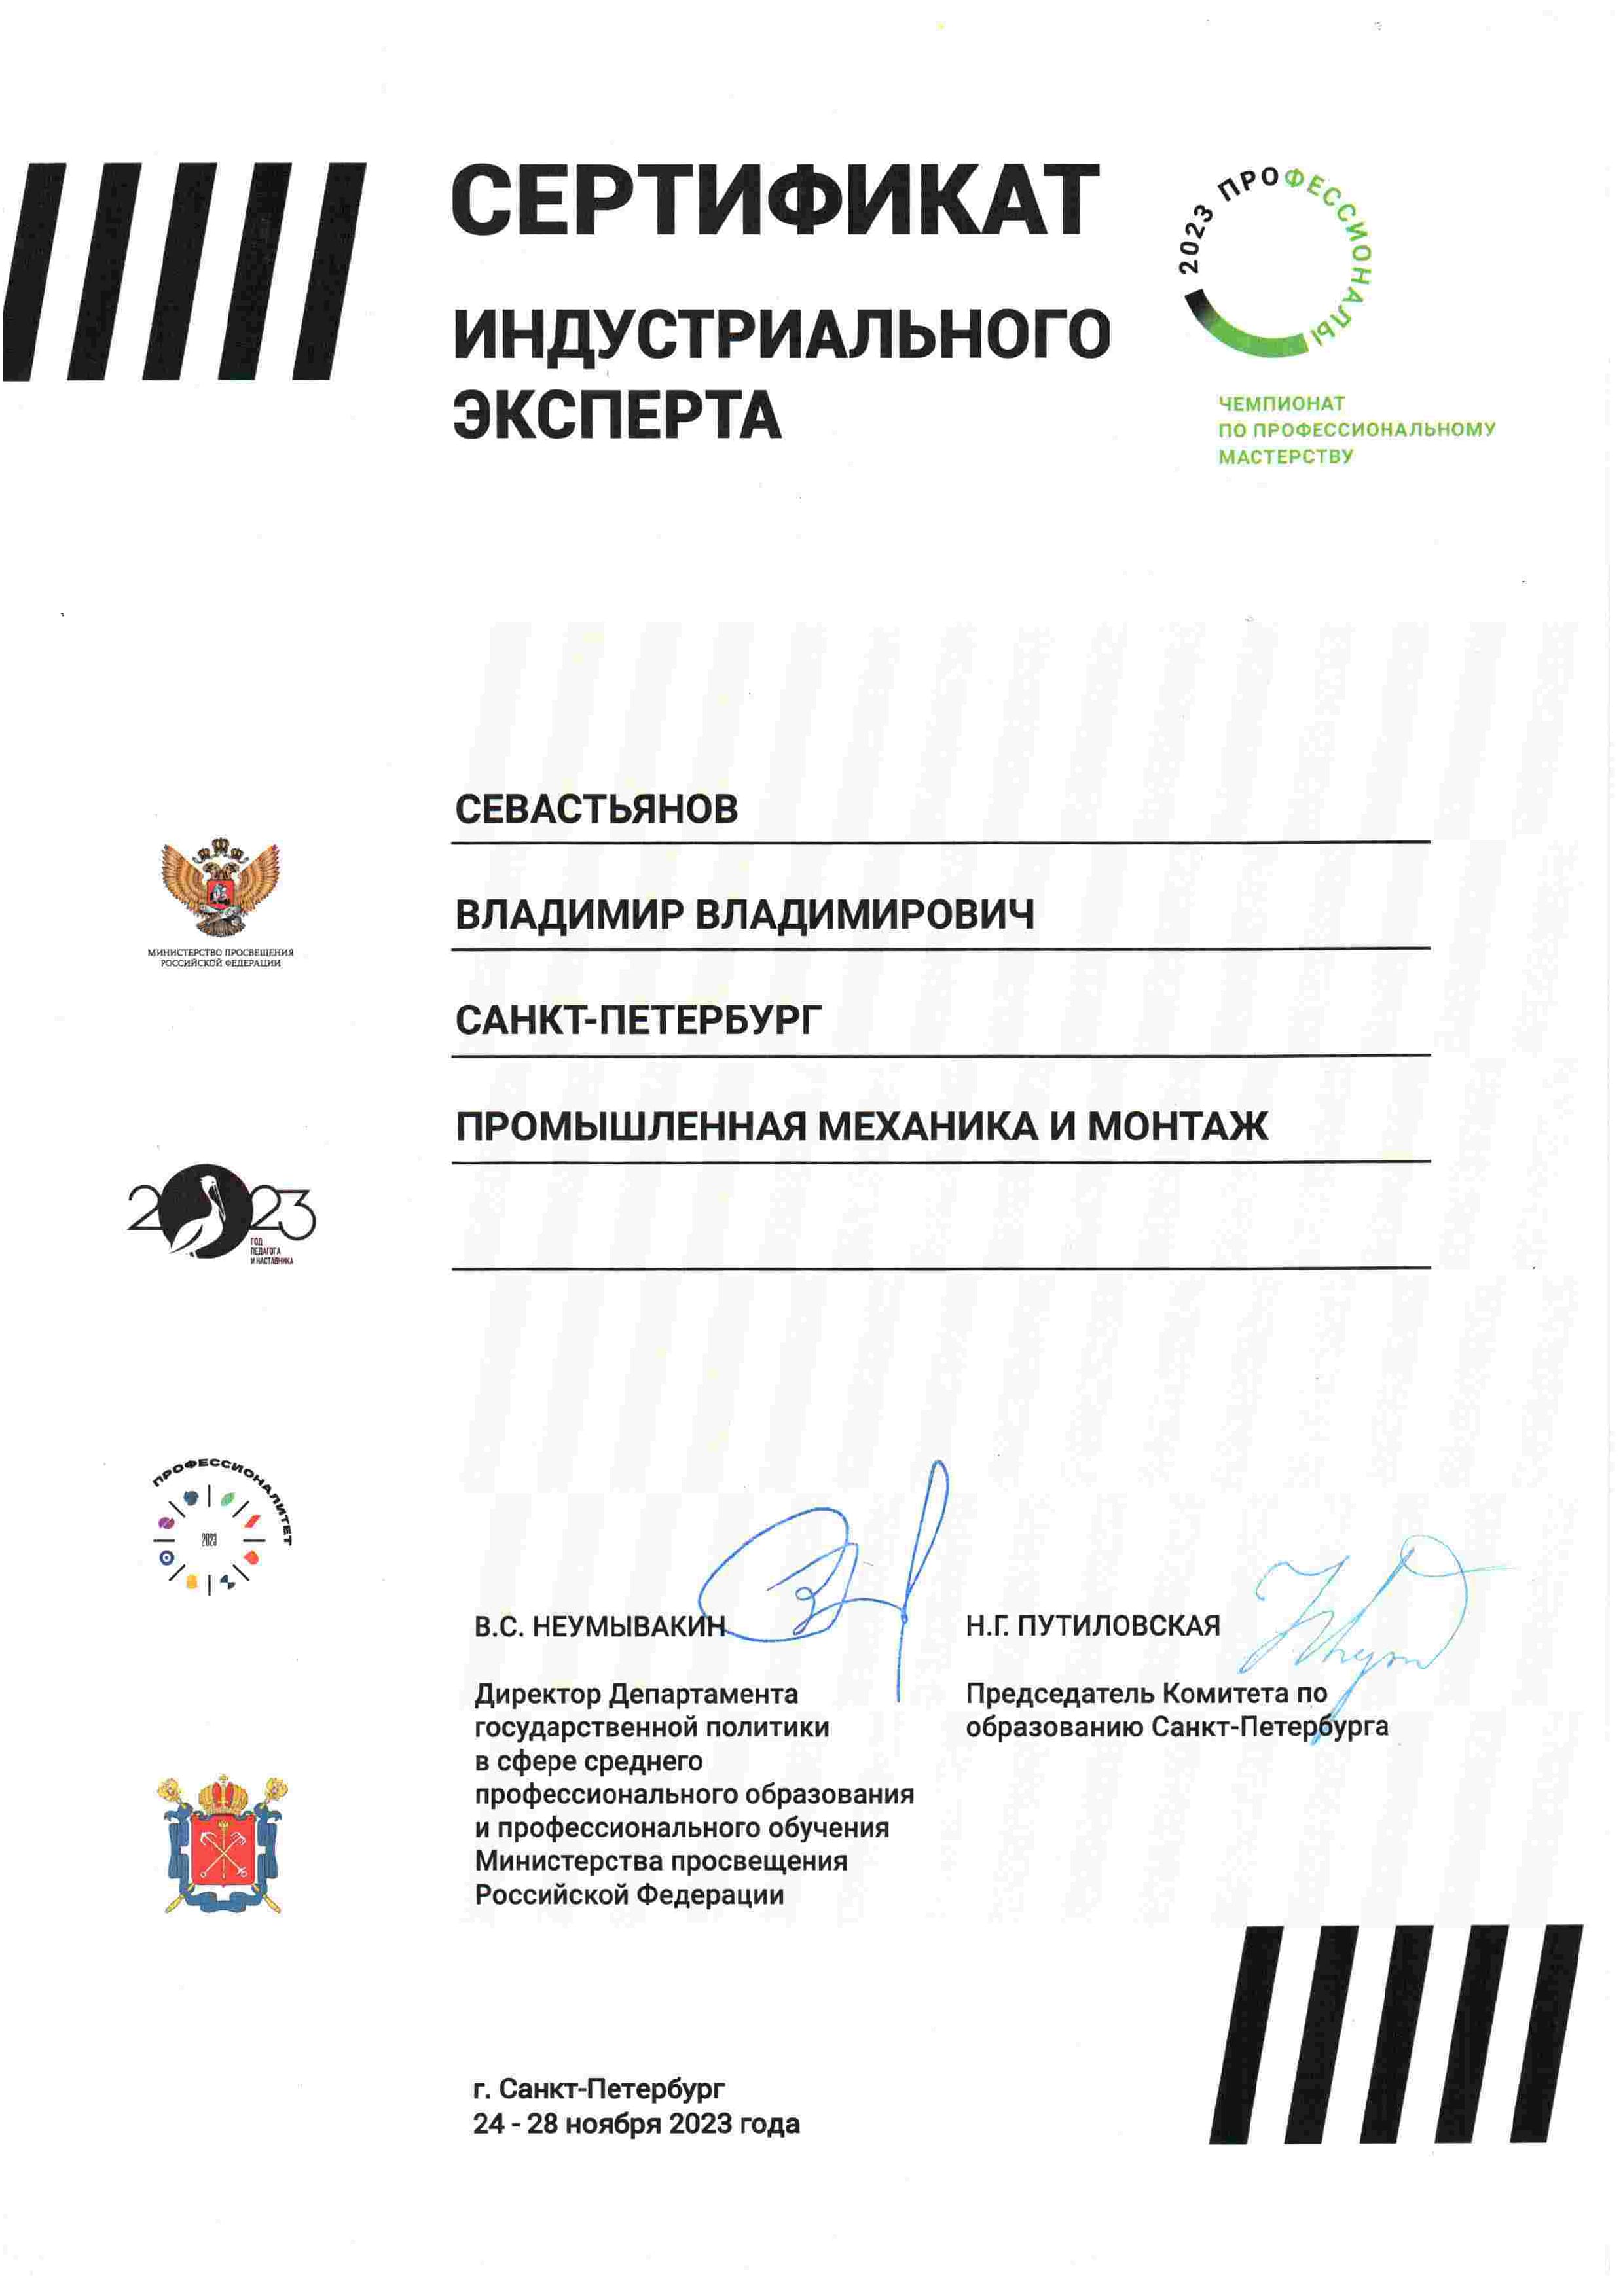 СЕРТИФИКАТ
ИНДУСТРИАЛЬНОГО
ЭКСПЕРТА
2023 ПРОФЕССИОНАЛЫ
ЧЕМПИОНАТ
ПО ПРОФЕССИОНАЛЬНОМУ
МАСТЕРСТВУ
СЕВАСТЬЯНОВ
ВЛАДИМИР ВЛАДИМИРОВИЧ
САНКТ-ПЕТЕРБУРГ
ПРОМЫШЛЕННАЯ МЕХАНИКА И МОНТАЖ
МИНИСТЕРСТВО ПРОСВЕЩЕНИЯ
РОССИЙСКОЙ ФЕДЕРАЦИИ
2023
ГОД
ПЕДАГОГА
И НАСТАВНИКА
ПРОФЕССИОНАЛИТЕТ
2023
В.С. НЕУМЫВАКИН
Директор Департамента
государственной политики
в сфере среднего
профессионального образования
и профессионального обучения
Министерства просвещения
Российской Федерации
Н.Г. ПУТИЛОВСКАЯ
Председатель Комитета по
образованию Санкт-Петербурга
г. Санкт-Петербург
24 - 28 ноября 2023 года